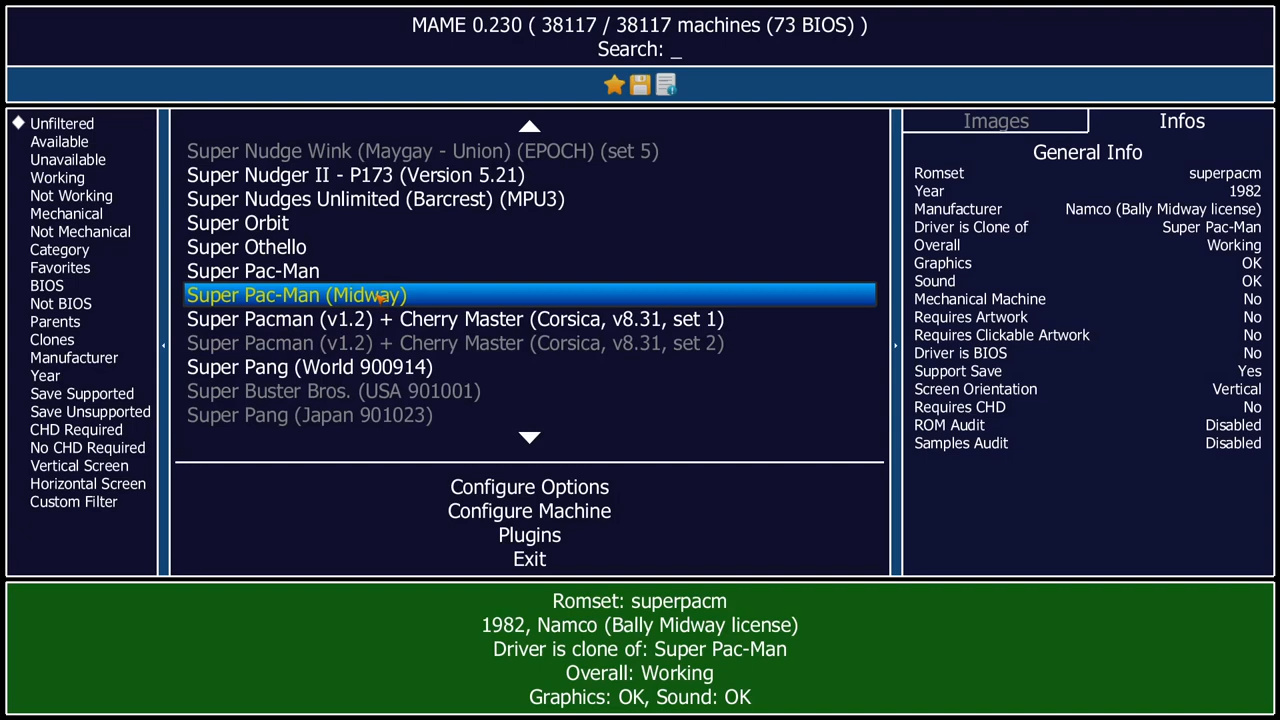 MAME 0.230 ( 38117 / 38117 machines (73 BIOS) )
Search: _
Unfiltered
Available
Unavailable
Working
Not Working
Mechanical
Not Mechanical
Category
Favorites
BIOS
Not BIOS
Parents
Clones
Manufacturer
Year
Save Supported
Save Unsupported
CHD Required
No CHD Required
Vertical Screen
Horizontal Screen
Custom Filter
Super Nudge Wink (Maygay - Union) (EPOCH) (set 5)
Super Nudger II - P173 (Version 5.21)
Super Nudges Unlimited (Barcrest) (MPU3)
Super Orbit
Super Othello
Super Pac-Man
Super Pac-Man (Midway)
Super Pacman (v1.2) + Cherry Master (Corsica, v8.31, set 1)
Super Pacman (v1.2) + Cherry Master (Corsica, v8.31, set 2)
Super Pang (World 900914)
Super Buster Bros. (USA 901001)
Super Pang (Japan 901023)
Configure Options
Configure Machine
Plugins
Exit
Images Infos
General Info
Romset superpacm
Year 1982
Manufacturer Namco (Bally Midway license)
Driver is Clone of Super Pac-Man
Overall Working
Graphics OK
Sound OK
Mechanical Machine No
Requires Artwork No
Requires Clickable Artwork No
Driver is BIOS No
Support Save Yes
Screen Orientation Vertical
Requires CHD No
ROM Audit Disabled
Samples Audit Disabled
Romset: superpacm
1982, Namco (Bally Midway license)
Driver is clone of: Super Pac-Man
Overall: Working
Graphics: OK, Sound: OK